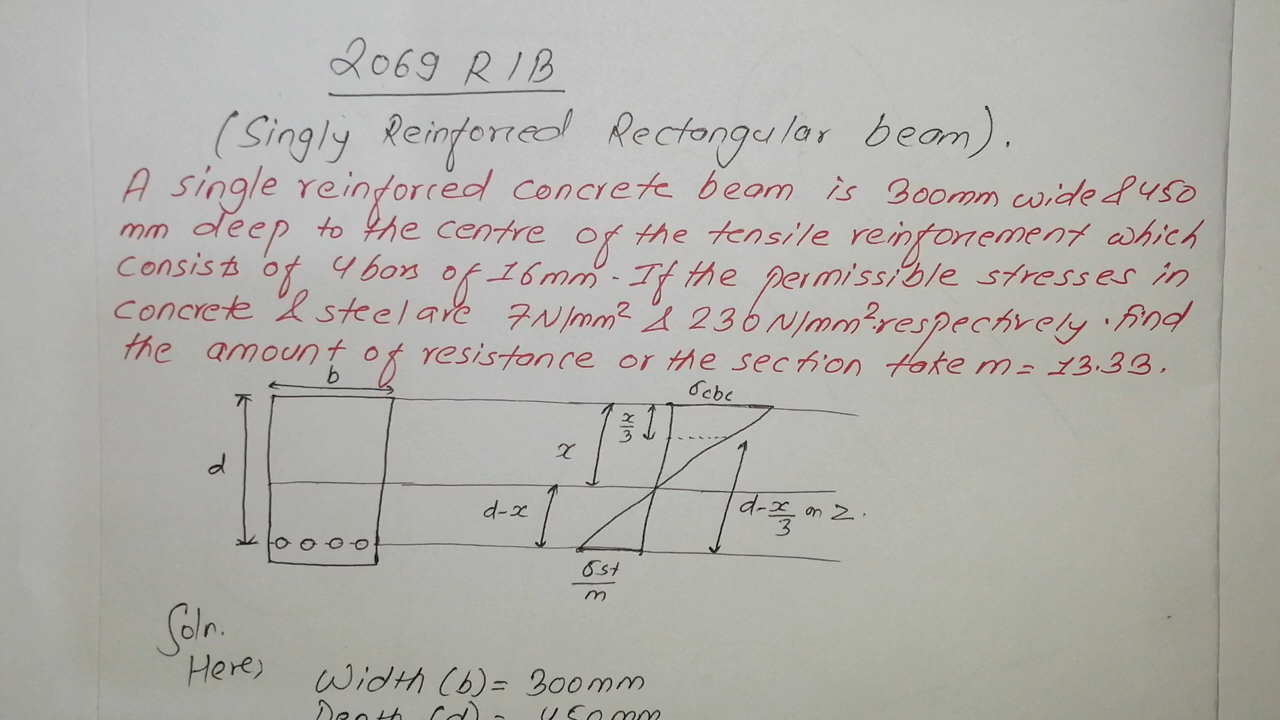 2069 R/B
(Singly Reinforced Rectangular beam).
A single reinforced concrete beam is 300mm wide & 450
mm deep to the centre of the tensile reinforcement which
consists of 4 bars of 16mm. If the permissible stresses in
concrete & steel are 7N/mm² & 230N/mm² respectively. find
the amount of resistance or the section take m = 13.33.
b
σcbc
d
x
x/3
d-x
d-x/3 or Z.
σst/m
Soln.
Here,
Width (b) = 300mm
Depth (d) = 450mm